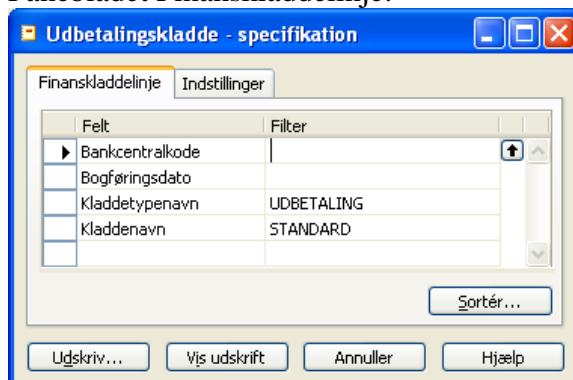 Udbetalingskladde - specifikation
Finanskladdelinje Indstillinger
Felt Filter
Bankcentralkode
Bogføringsdato
Kladdetypenavn UDBETALING
Kladdenavn STANDARD
Sortér...
Udskriv... Vis udskrift Annuller Hjælp